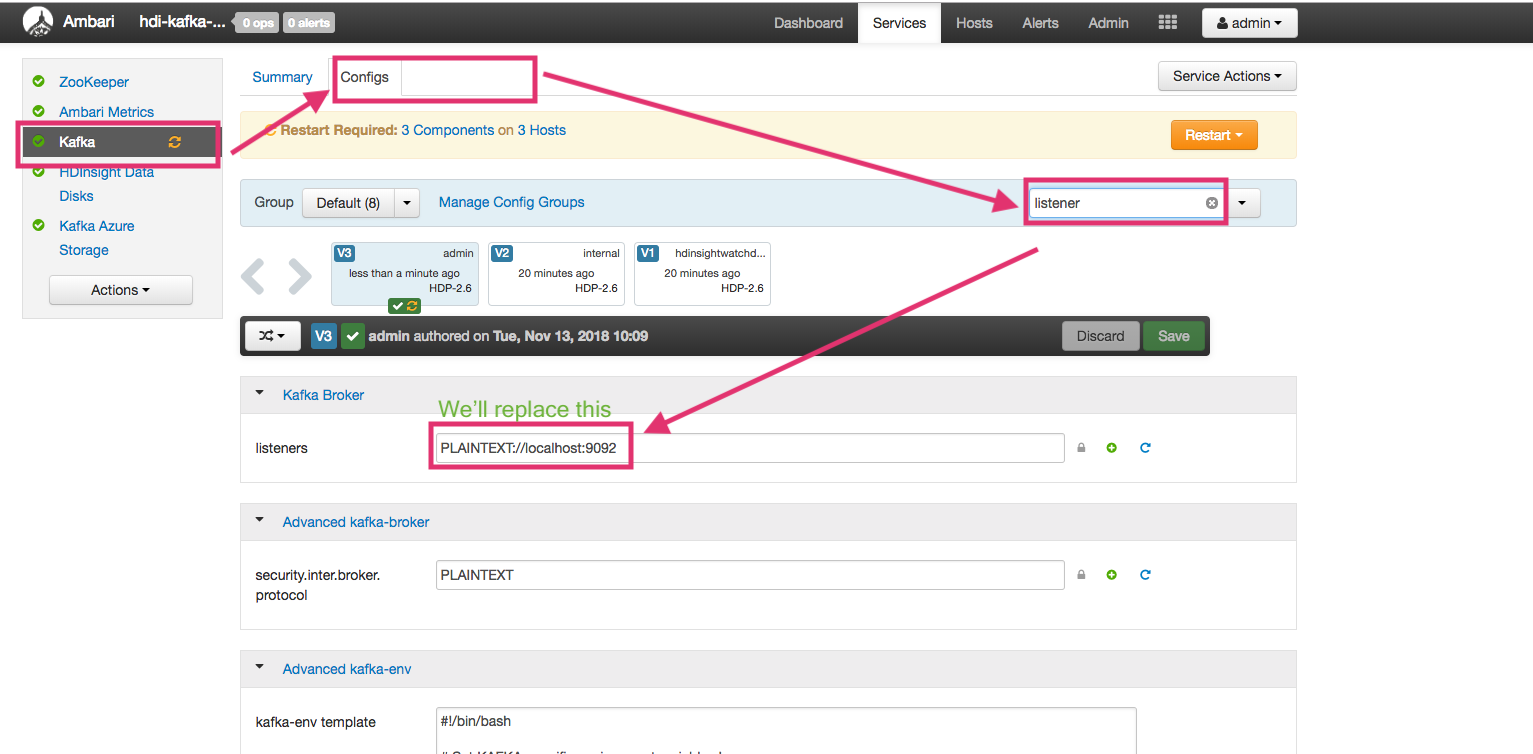 Ambari hdi-kafka-... 0 ops 0 alerts Dashboard Services Hosts Alerts Admin admin
ZooKeeper
Ambari Metrics
Kafka
HDInsight Data
Disks
Kafka Azure
Storage
Actions
Summary Configs Service Actions
Restart Required: 3 Components on 3 Hosts Restart
Group Default (8) Manage Config Groups listener
V3 admin
less than a minute ago
HDP-2.6
V2 internal
20 minutes ago
HDP-2.6
V1 hdinsightwatchd...
20 minutes ago
HDP-2.6
V3 admin authored on Tue, Nov 13, 2018 10:09 Discard Save
Kafka Broker
We'll replace this
listeners PLAINTEXT://localhost:9092
Advanced kafka-broker
security.inter.broker.
protocol
PLAINTEXT
Advanced kafka-env
kafka-env template #!/bin/bash